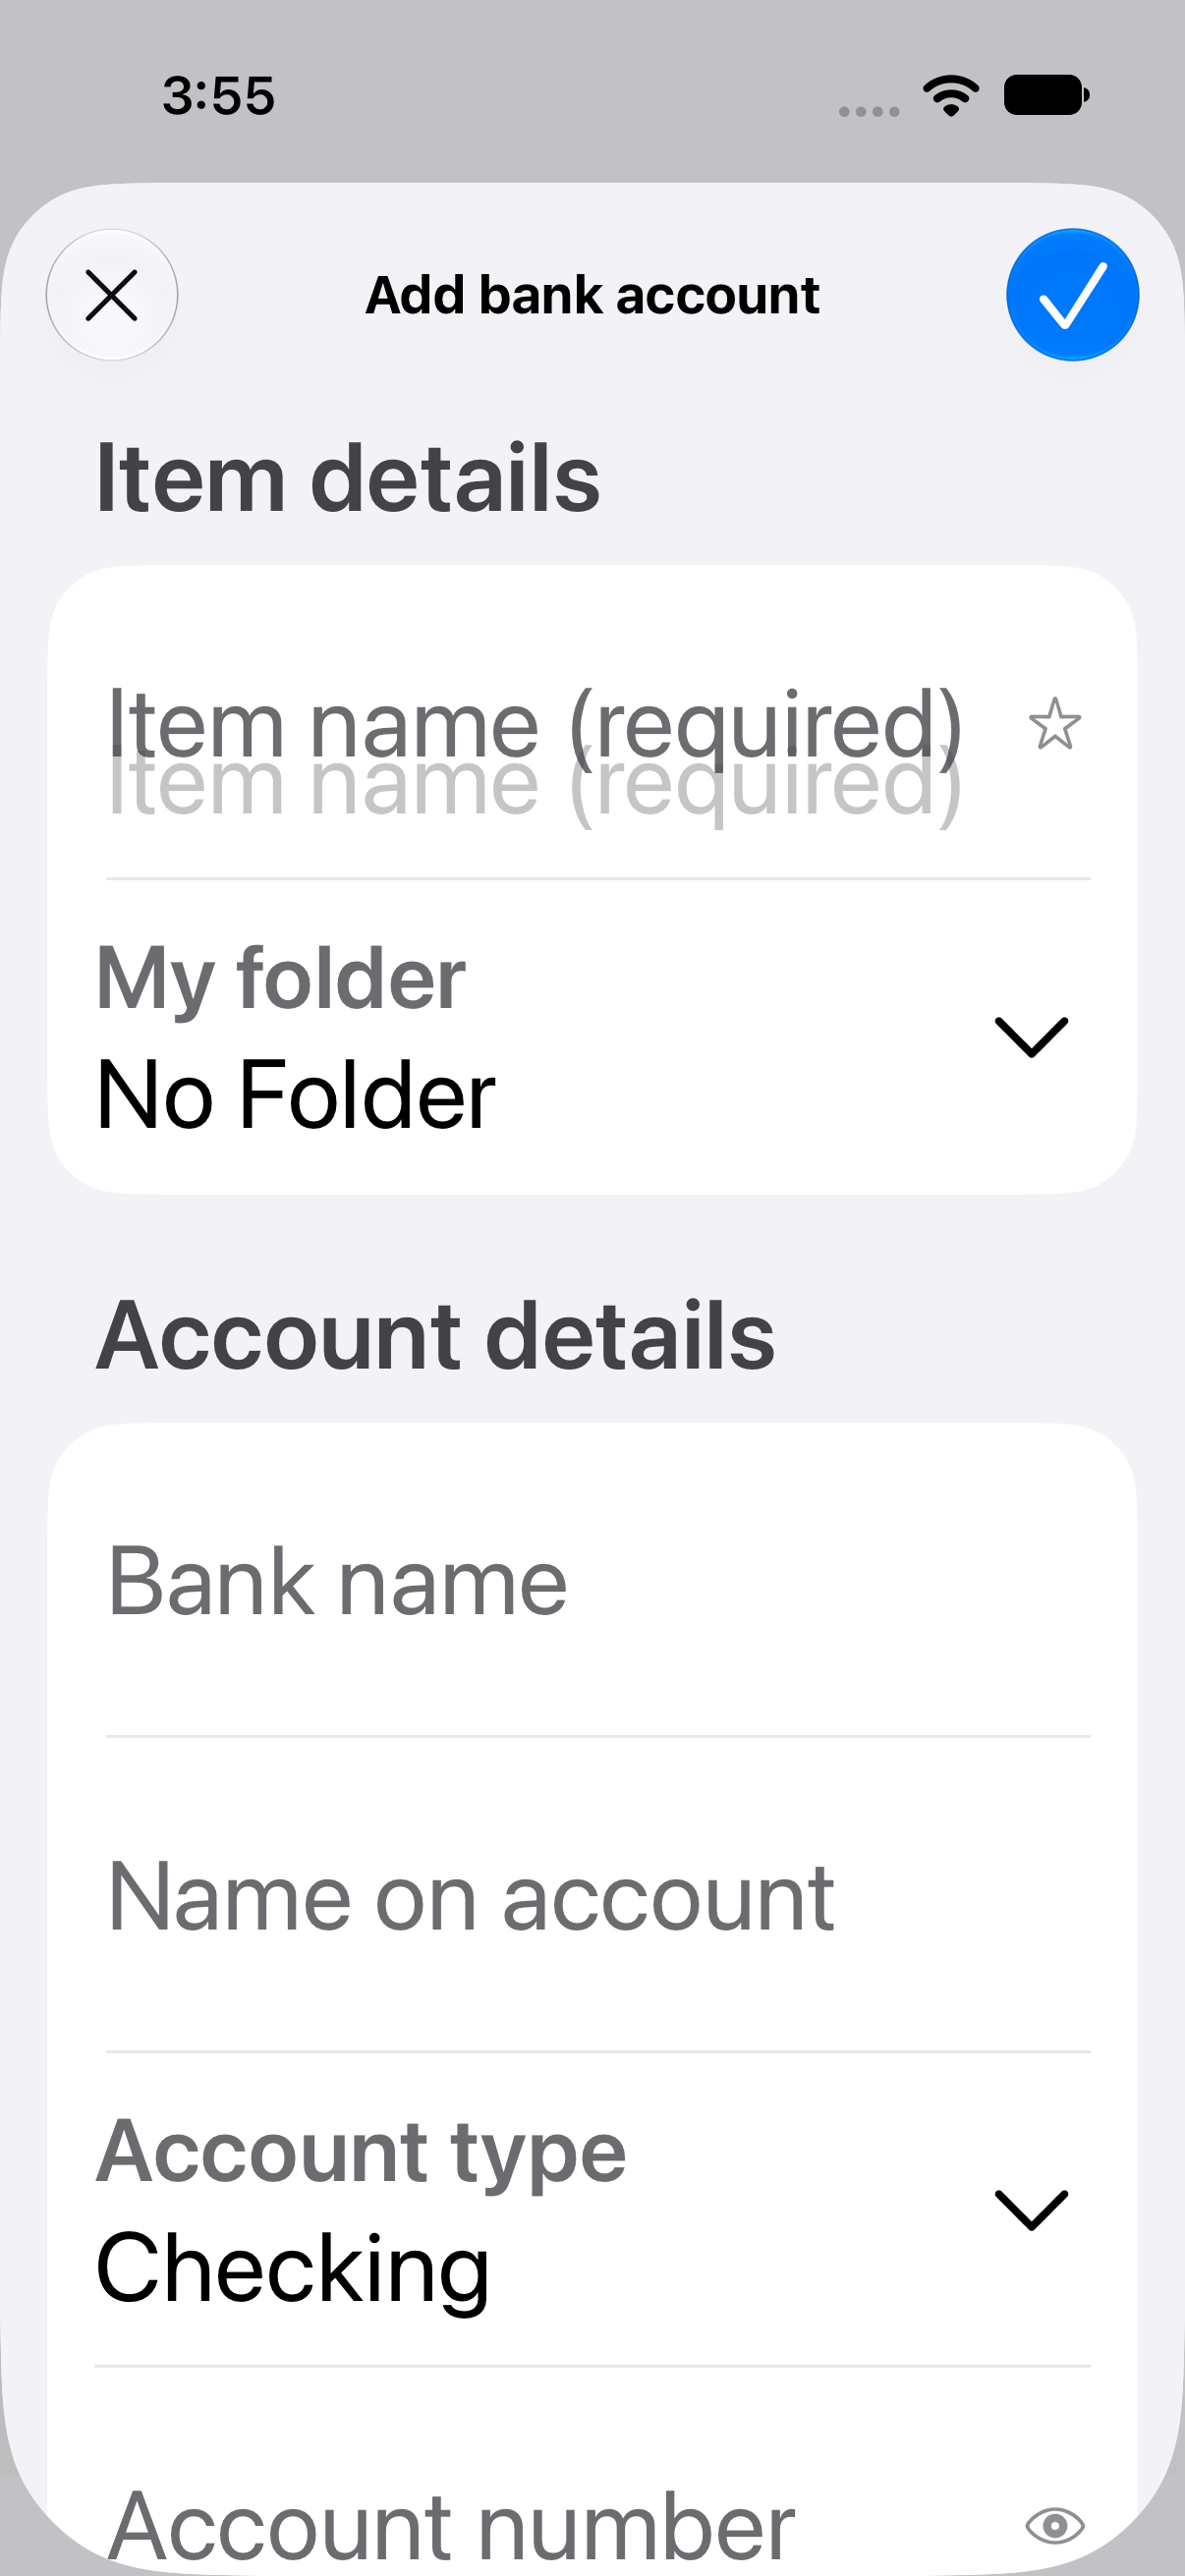 3:55
Add bank account
Item details
Item name (required)
Item name (required)
My folder
No Folder
Account details
Bank name
Name on account
Account type
Checking
Account number